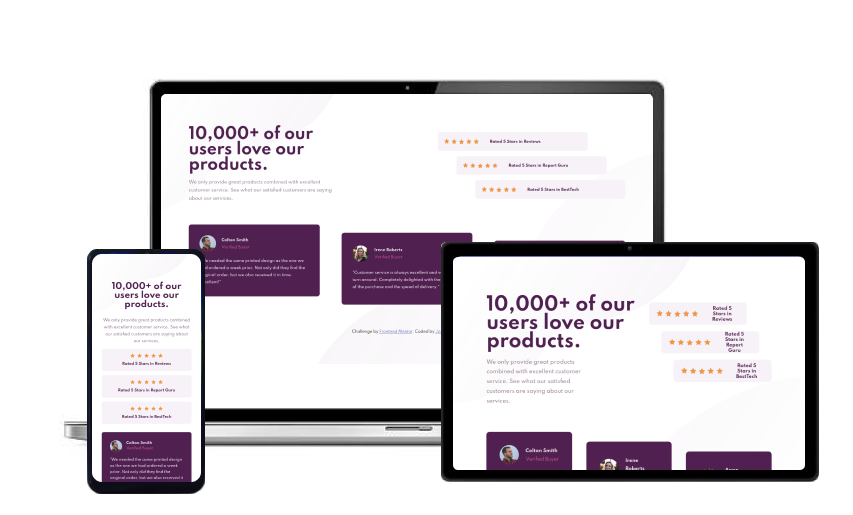 10,000+ of our
users love our
products.
We only provide great products combined with excellent
customer service. See what our satisfied customers are saying
about our services.
Rated 5 Stars in Reviews
Rated 5 Stars in Report Guru
Rated 5 Stars in BestTech
Colton Smith
Verified Buyer
needed the same printed design as the one we
ordered a week prior. Not only did they find the
original order, but we also received it in time.
Irene Roberts
Verified Buyer
"Customer service is always excellent and
turn around. Completely delighted with the
of the purchase and the speed of delivery."
Challenge by Frontend Mentor. Coded by
10,000+ of our
users love our
products.
We only provide great products combined
with excellent customer service. See what
our satisfied customers are saying about
our services.
Rated 5 Stars in Reviews
Rated 5 Stars in Report Guru
Rated 5 Stars in BestTech
Colton Smith
Verified Buyer
"We needed the same printed design
as the one we had ordered a week
prior. Not only did they find the
original order, but we also received it
10,000+ of our
users love our
products.
We only provide great products
combined with excellent customer
service. See what our satisfied
customers are saying about our
services.
Rated 5
Stars in
Reviews
Rated 5
Stars in
Report
Guru
Rated 5
Stars in
BestTech
Colton Smith
Verified Buyer
Irene
Roberts